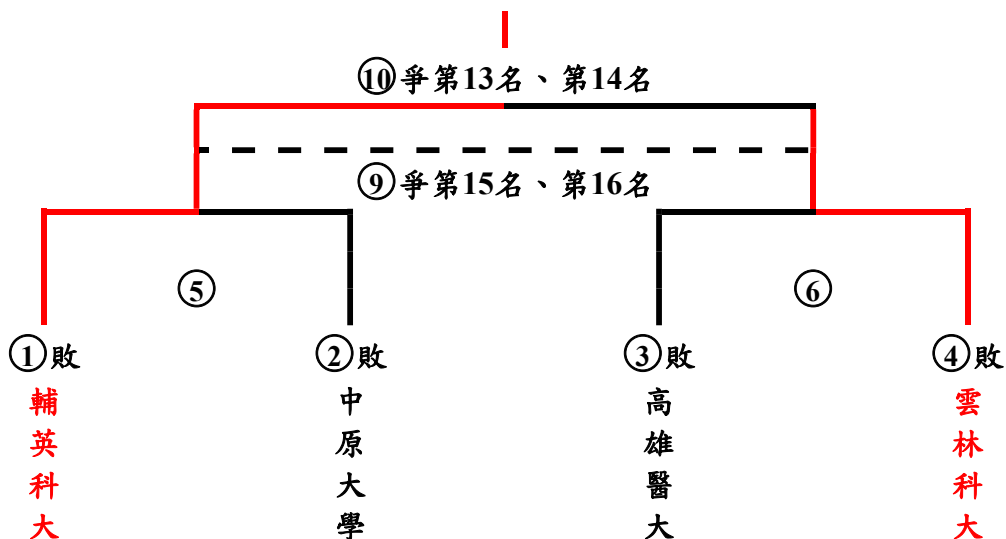 ⑩爭第13名、第14名
⑨爭第15名、第16名
⑤
⑥
①敗
②敗
③敗
④敗
輔英科大
中原大學
高雄醫大
雲林科大